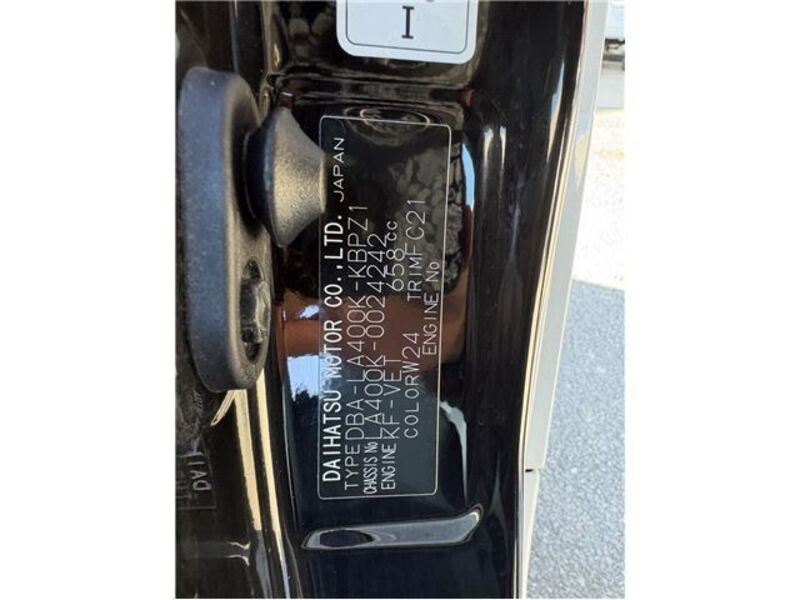 I
DAIHATSU MOTOR CO.,LTD. JAPAN
TYPE DBA-LA400K-KBPZ1
CHASSIS No LA400K-0024242
ENGINE KF-VET 658cc
COLOR W24 TRIM FC21
ENGINE No